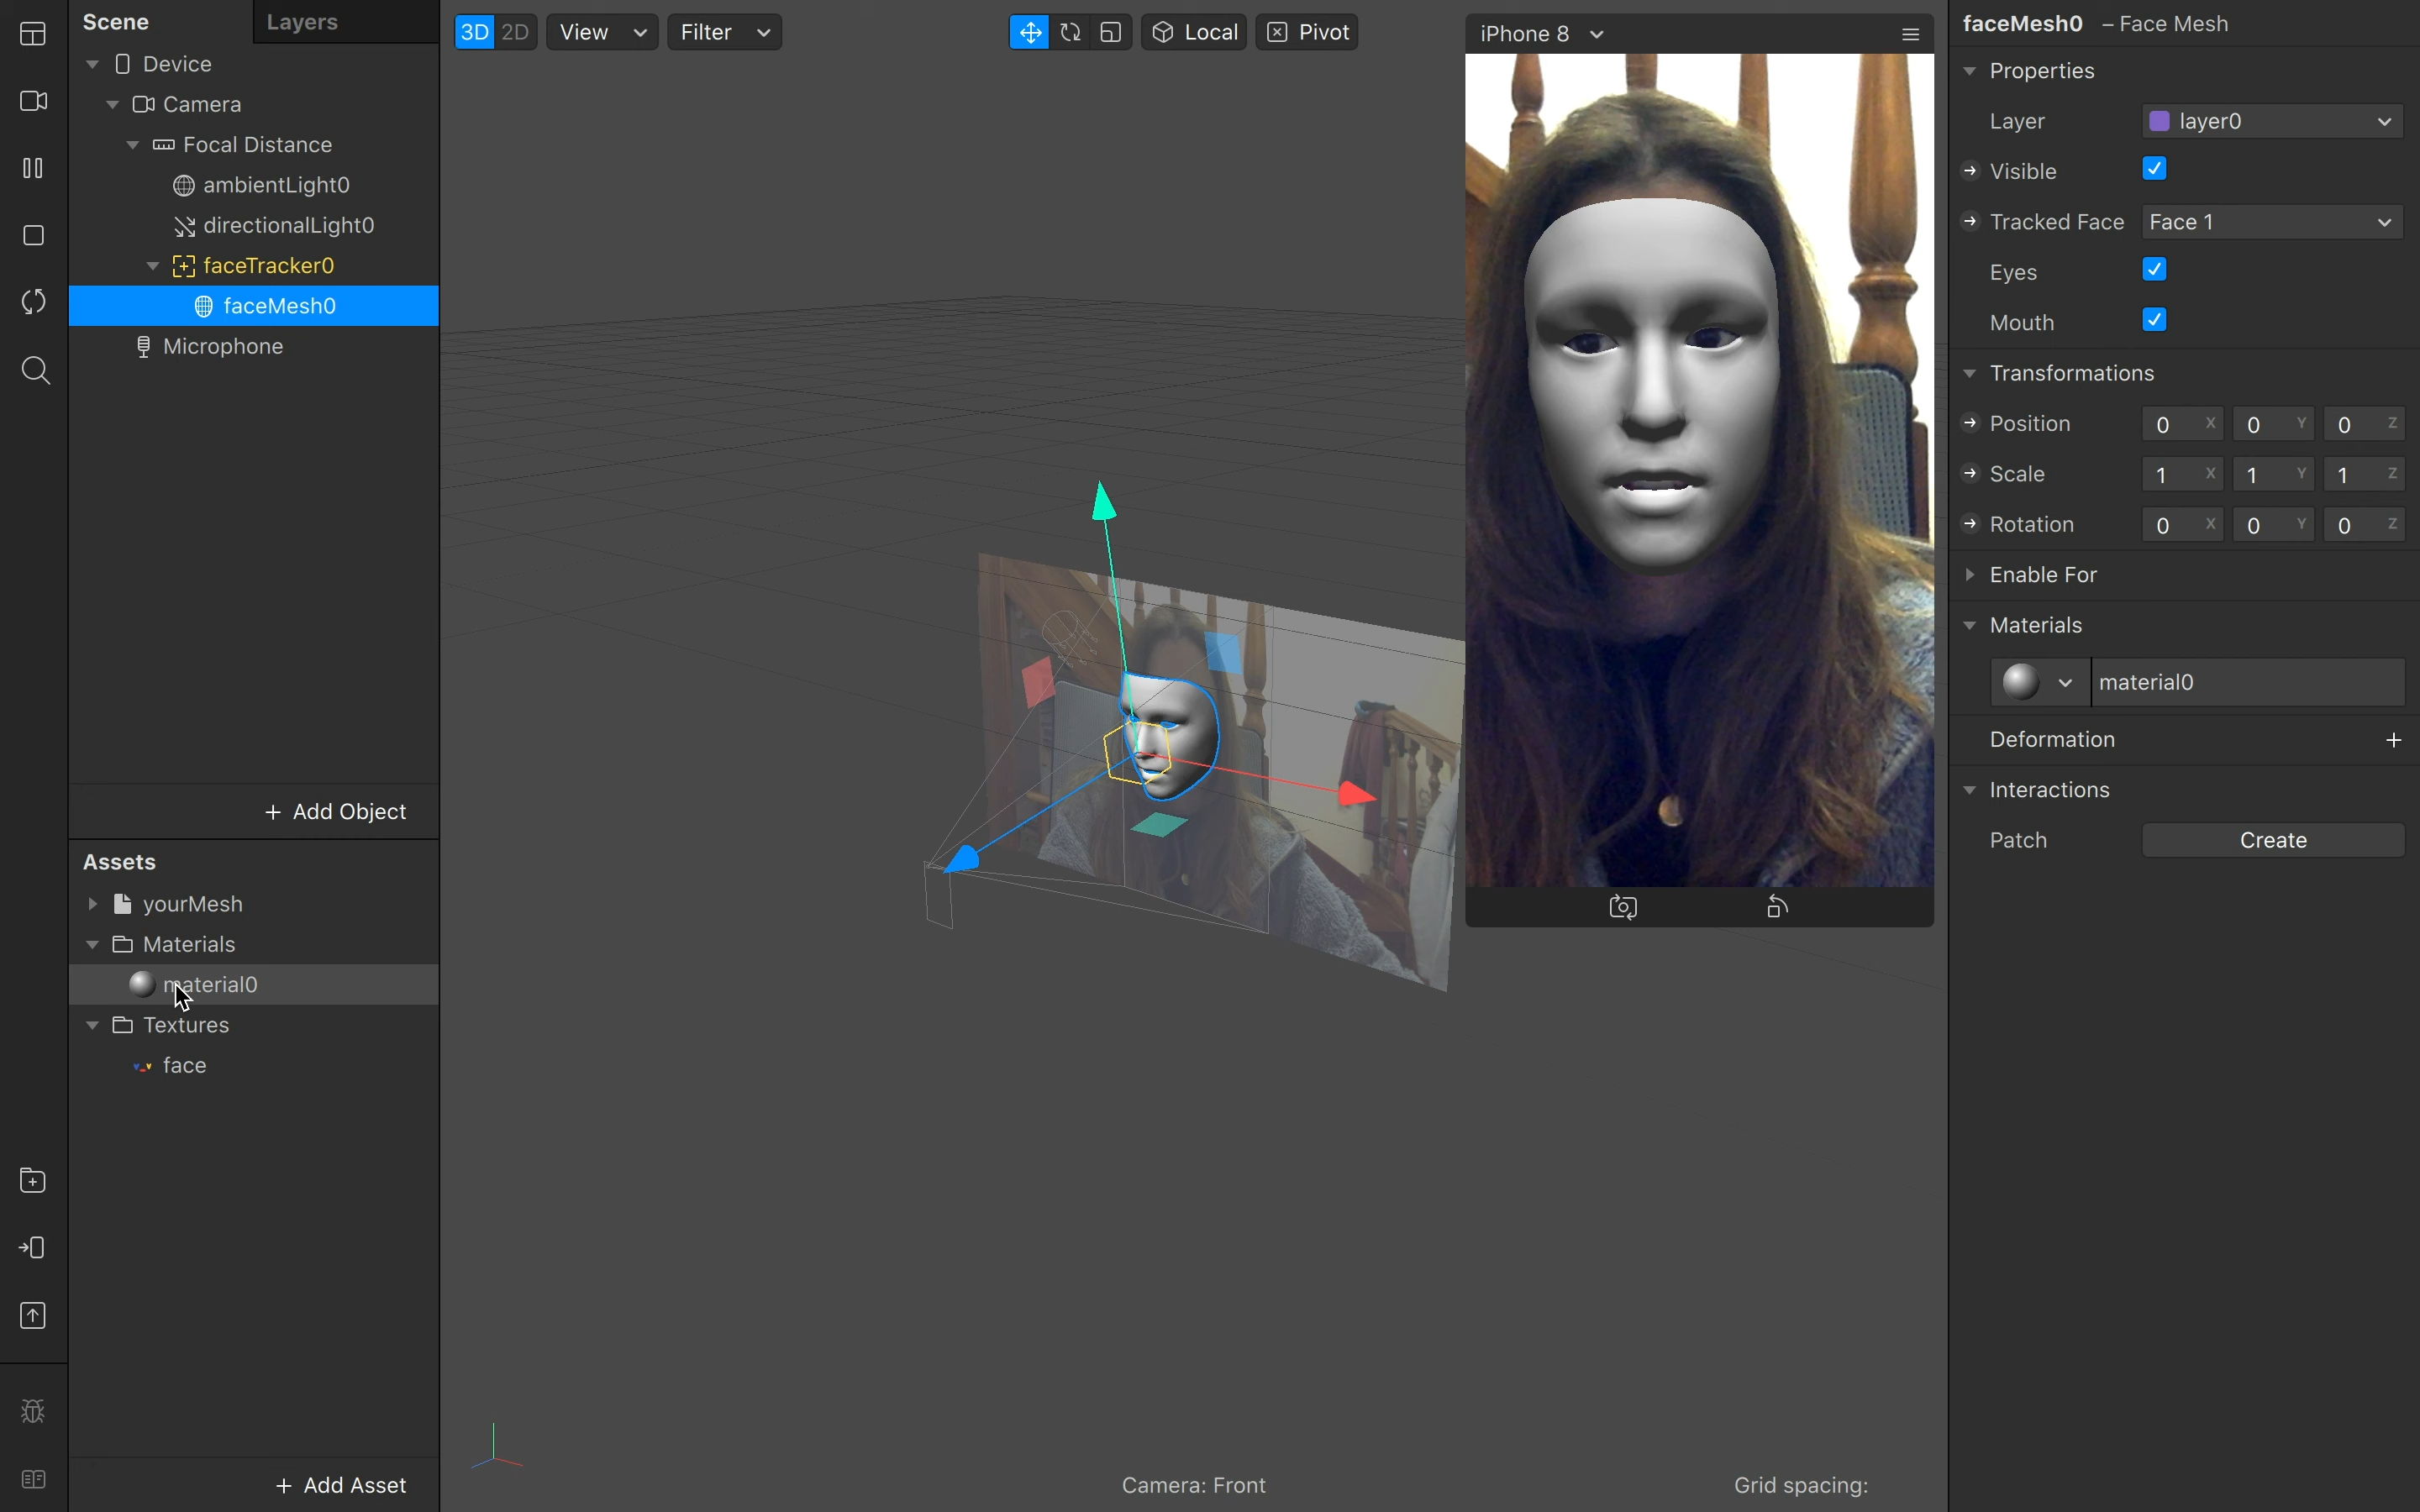 Scene
Layers
Device
Camera
Focal Distance
ambientLight0
directionalLight0
faceTracker0
faceMesh0
Microphone
+ Add Object
Assets
yourMesh
Materials
material0
Textures
face
+ Add Asset
3D 2D View Filter
Local Pivot
Camera: Front
Grid spacing:
iPhone 8
faceMesh0 – Face Mesh
Properties
Layer layer0
Visible
Tracked Face Face 1
Eyes
Mouth
Transformations
Position 0 X 0 Y 0 Z
Scale 1 X 1 Y 1 Z
Rotation 0 X 0 Y 0 Z
Enable For
Materials
material0
Deformation +
Interactions
Patch Create